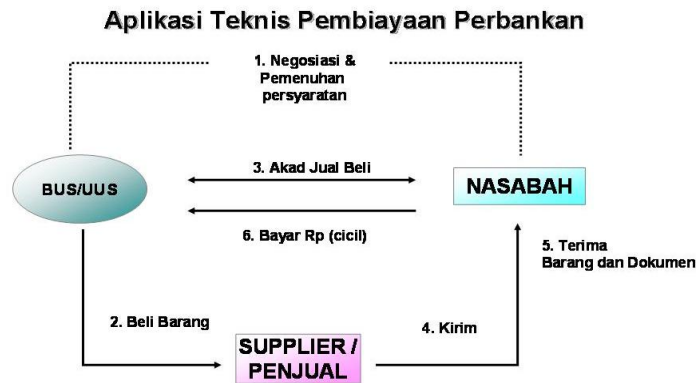 Aplikasi Teknis Pembiayaan Perbankan
1. Negosiasi &
Pemenuhan
persyaratan
BUS/UUS
3. Akad Jual Beli
NASABAH
6. Bayar Rp (cicil)
5. Terima
Barang dan Dokumen
2. Beli Barang
SUPPLIER /
PENJUAL
4. Kirim